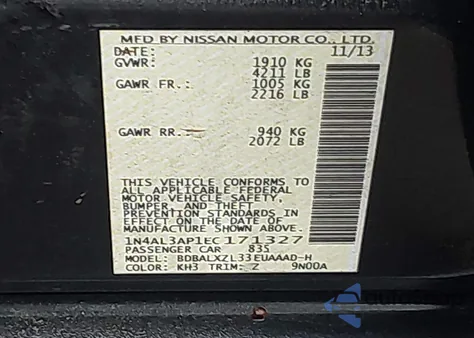 MFD BY NISSAN MOTOR CO., LTD.
DATE: 11/13
GVWR: 1910 KG
4211 LB
GAWR FR.: 1005 KG
2216 LB
GAWR RR.: 940 KG
2072 LB
THIS VEHICLE CONFORMS TO
ALL APPLICABLE FEDERAL
MOTOR VEHICLE SAFETY,
BUMPER, AND THEFT
PREVENTION STANDARDS IN
EFFECT ON THE DATE OF
MANUFACTURE SHOWN ABOVE.
1N4AL3AP1EC171327
PASSENGER CAR 835
MODEL: BDBALXZL33EUAAAD-H
COLOR: KH3 TRIM: Z 9N00A